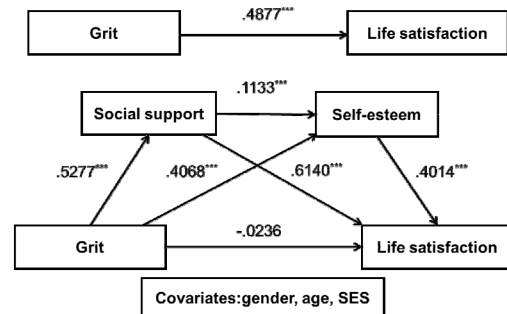 .4877***
Grit
Life satisfaction
.1133***
Social support
Self-esteem
.5277***
.4068***
.6140***
.4014***
-.0236
Grit
Life satisfaction
Covariates:gender, age, SES